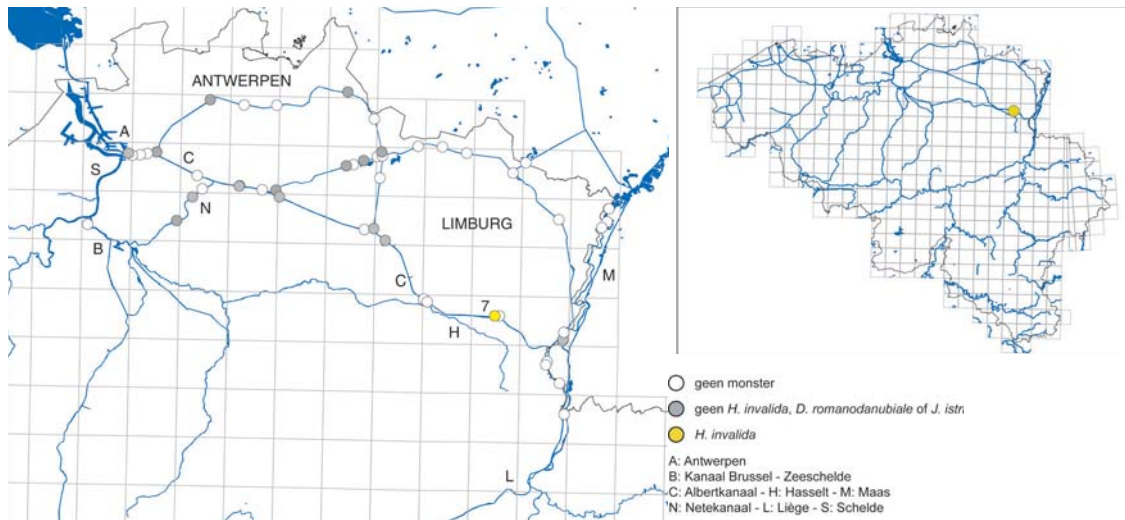 ANTWERPEN
A
C
S
N
LIMBURG
B
M
C
7
H
L
geen monster
geen H. invalida, D. romanodanubiale of J. istri
H. invalida
A: Antwerpen
B: Kanaal Brussel - Zeeschelde
C: Albertkanaal - H: Hasselt - M: Maas
N: Netekanaal - L: Liège - S: Schelde